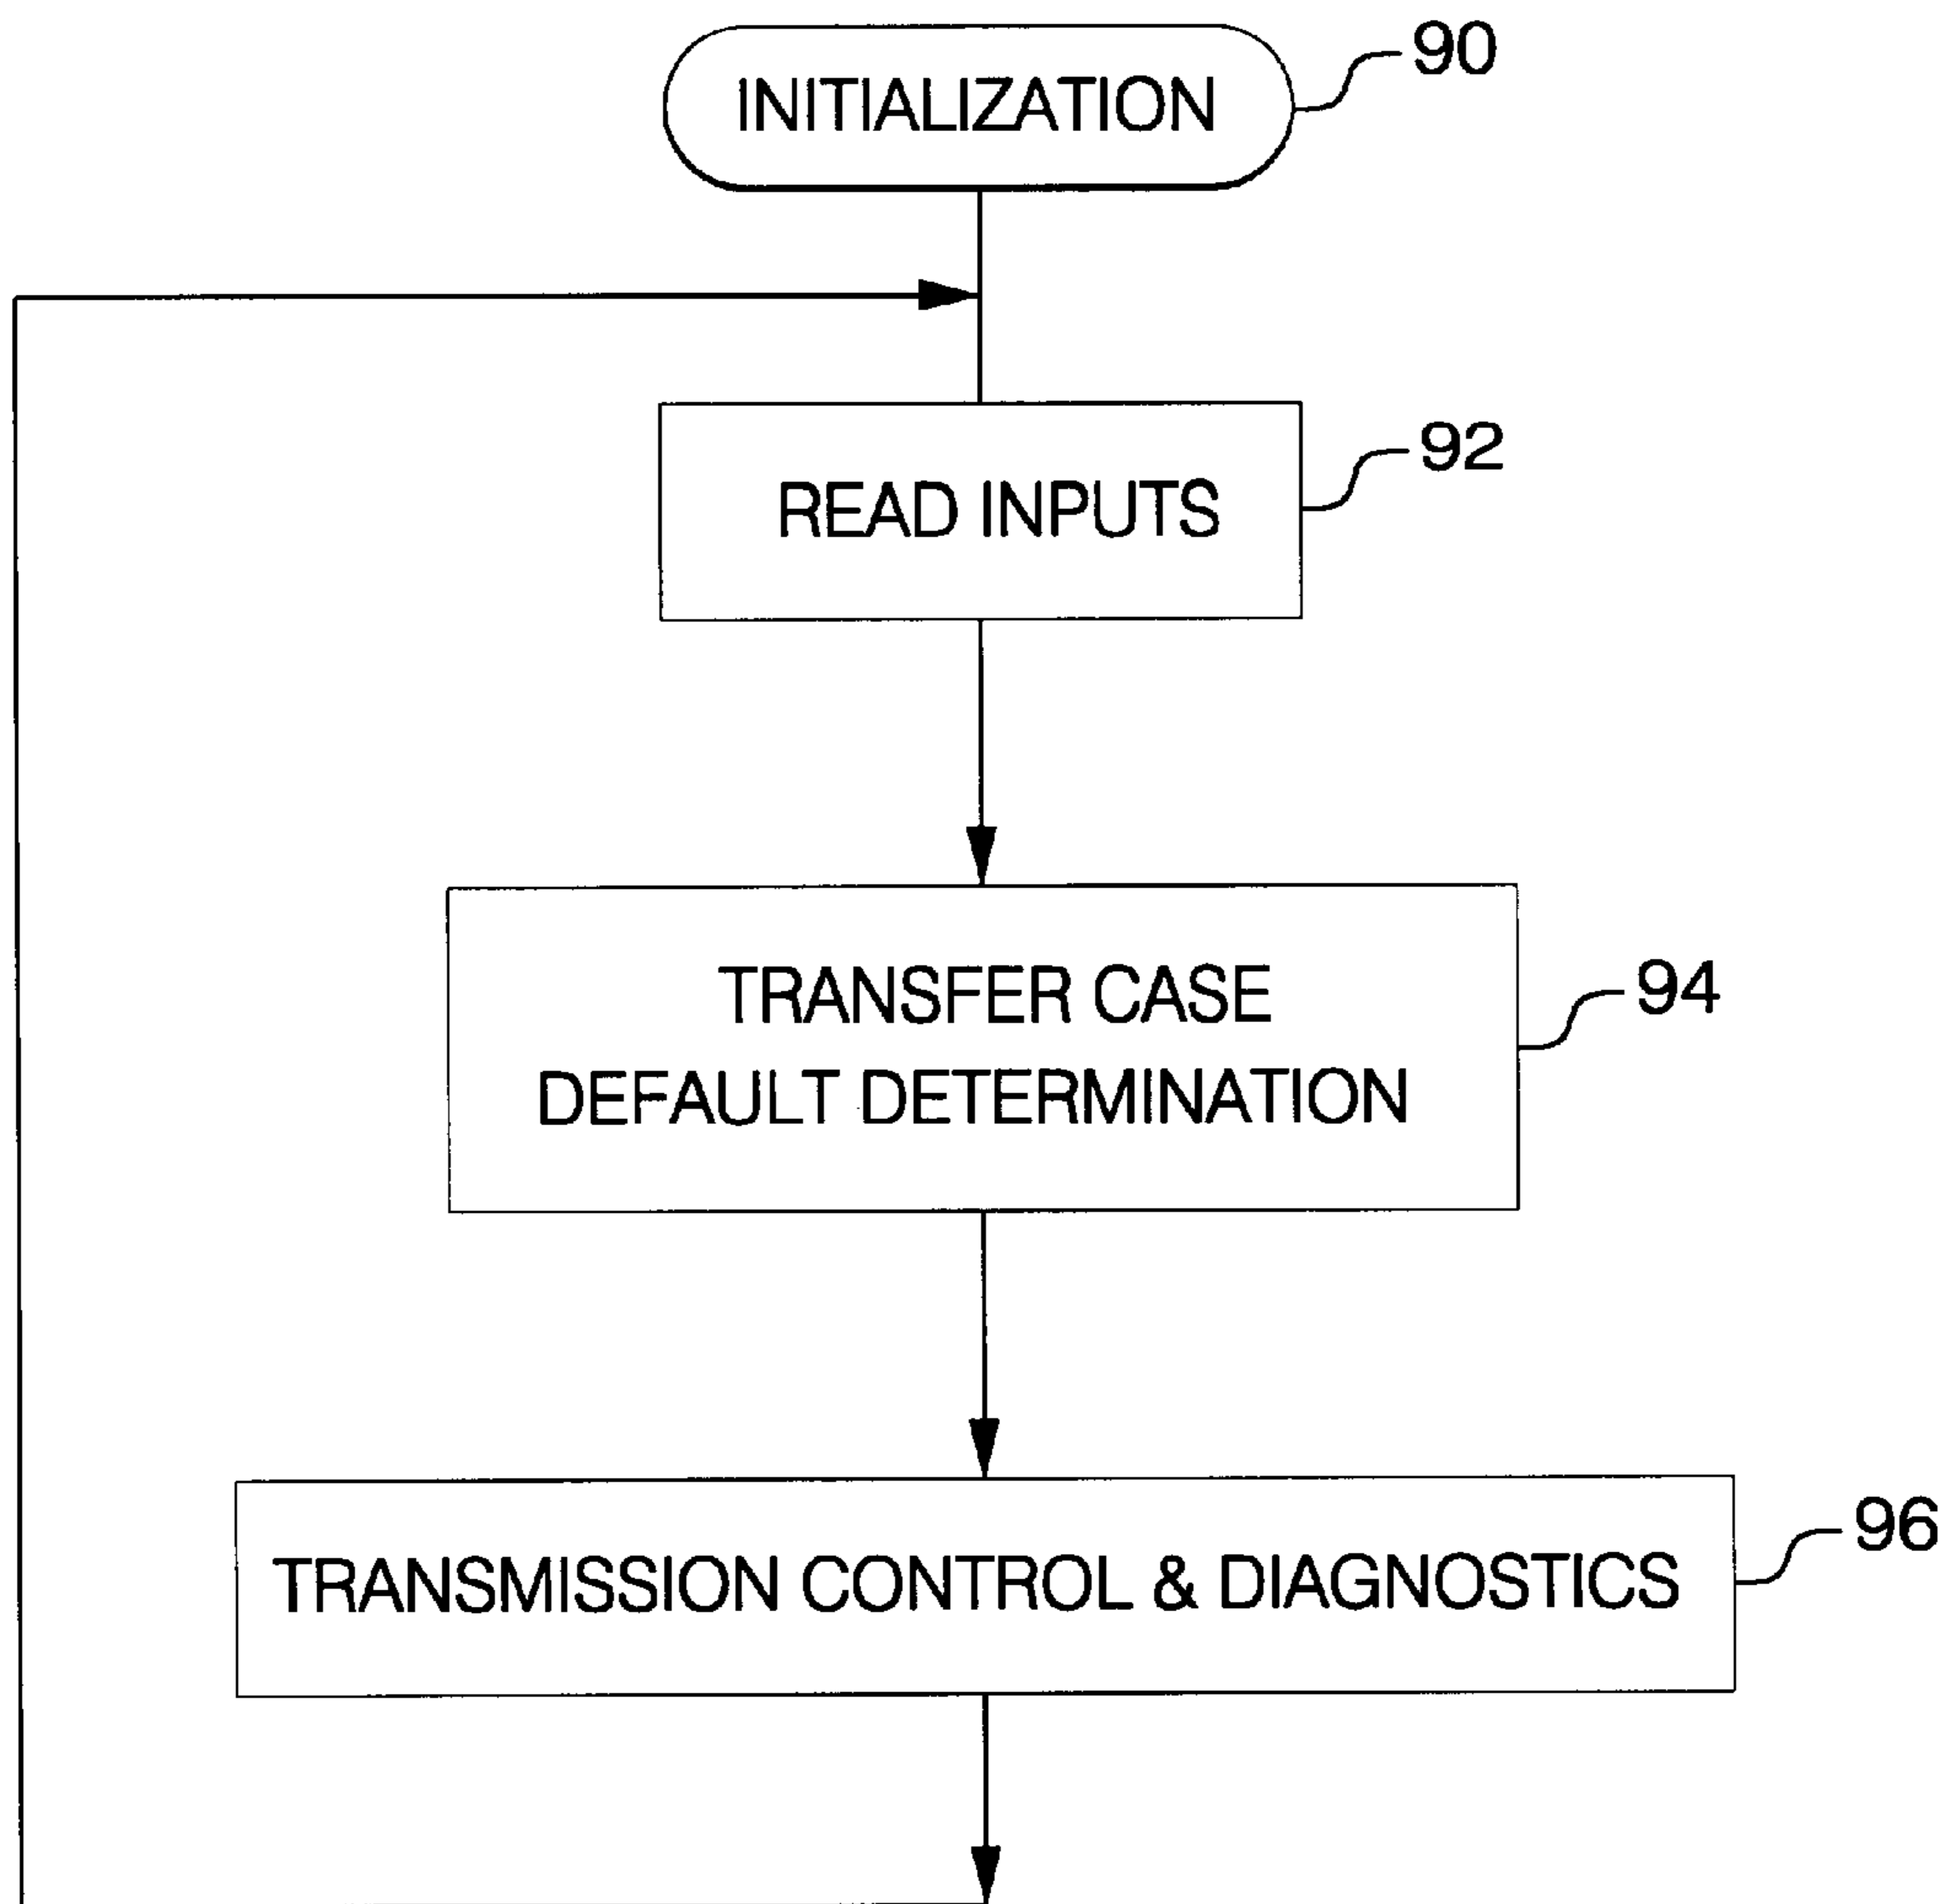 INITIALIZATION
90
READ INPUTS
92
TRANSFER CASE
DEFAULT DETERMINATION
94
TRANSMISSION CONTROL & DIAGNOSTICS
96